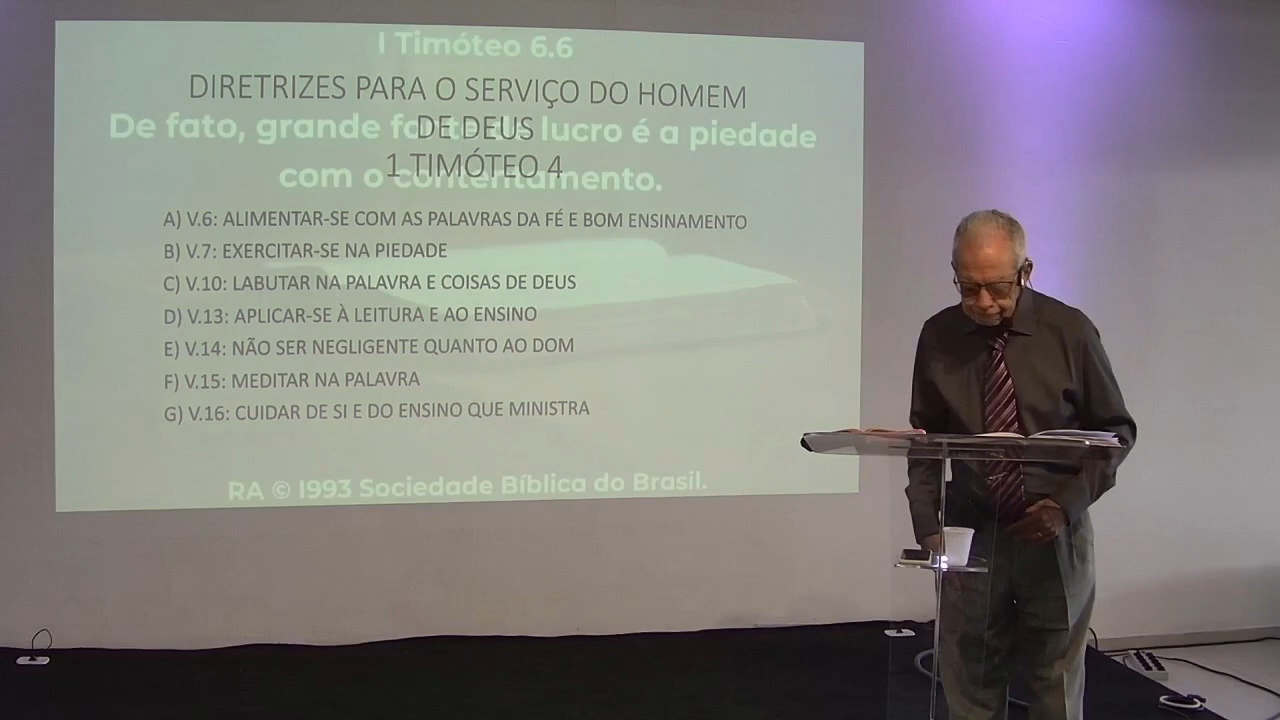 I Timóteo 6.6
DIRETRIZES PARA O SERVIÇO DO HOMEM
DE DEUS
De fato, grande fonte de lucro é a piedade
1 TIMÓTEO 4
com o contentamento.
A) V.6: ALIMENTAR-SE COM AS PALAVRAS DA FÉ E BOM ENSINAMENTO
B) V.7: EXERCITAR-SE NA PIEDADE
C) V.10: LABUTAR NA PALAVRA E COISAS DE DEUS
D) V.13: APLICAR-SE À LEITURA E AO ENSINO
E) V.14: NÃO SER NEGLIGENTE QUANTO AO DOM
F) V.15: MEDITAR NA PALAVRA
G) V.16: CUIDAR DE SI E DO ENSINO QUE MINISTRA
RA © 1993 Sociedade Bíblica do Brasil.